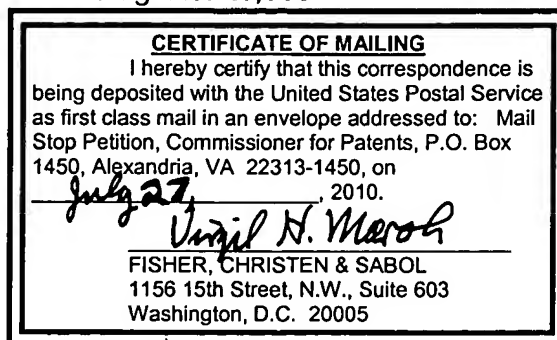 CERTIFICATE OF MAILING
I hereby certify that this correspondence is
being deposited with the United States Postal Service
as first class mail in an envelope addressed to: Mail
Stop Petition, Commissioner for Patents, P.O. Box
1450, Alexandria, VA 22313-1450, on
July 27, , 2010.
Virgil H. Marsh
FISHER, CHRISTEN & SABOL
1156 15th Street, N.W., Suite 603
Washington, D.C. 20005